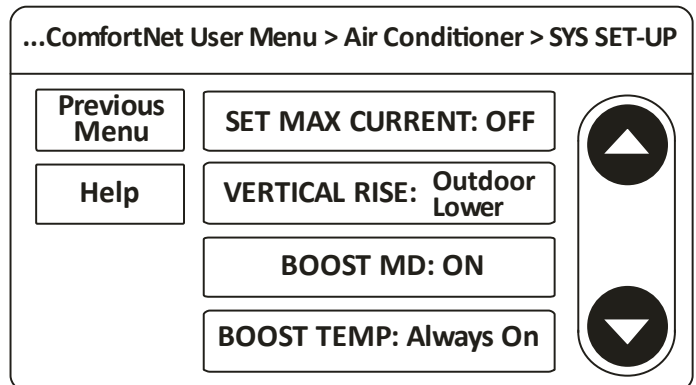 ...ComfortNet User Menu > Air Conditioner > SYS SET-UP
Previous
Menu
SET MAX CURRENT: OFF
Help
VERTICAL RISE: Outdoor
Lower
BOOST MD: ON
BOOST TEMP: Always On